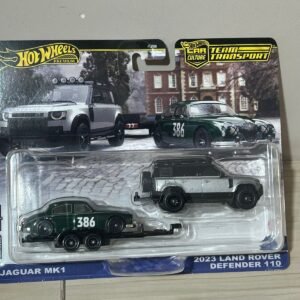 HOT WHEELS
PREMIUM
CAR
CULTURE
TEAM
TRANSPORT
386
386
JAGUAR MK1
2023 LAND ROVER
DEFENDER 110